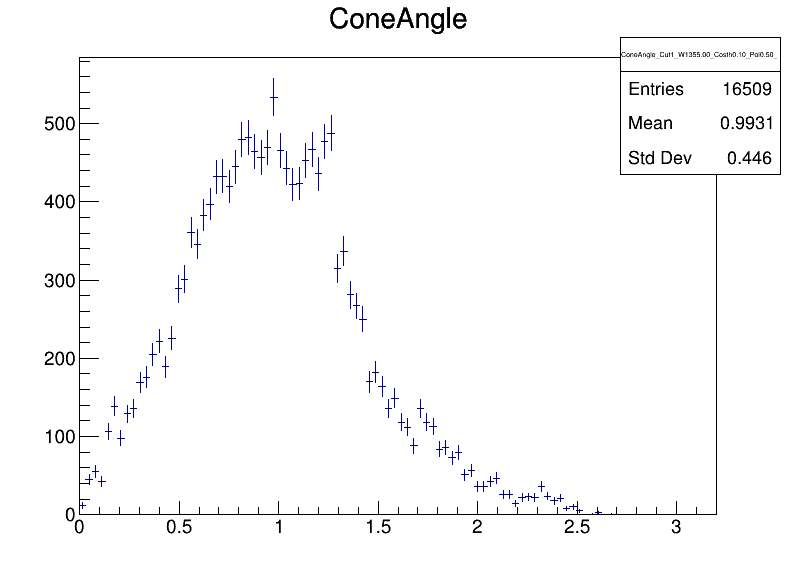 ConeAngle
ConeAngle_Cut1_W1355.00_Costh0.10_Pol0.50_
Entries 16509
Mean 0.9931
Std Dev 0.446
500
400
300
200
100
0
0 0.5 1 1.5 2 2.5 3